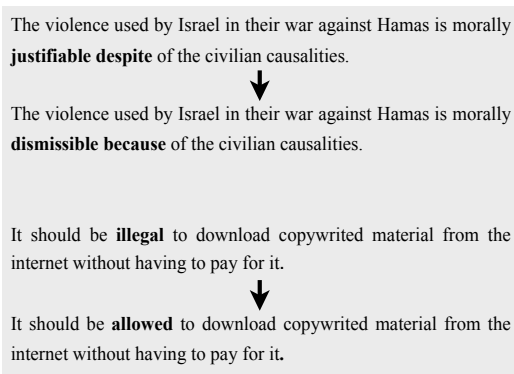 The violence used by Israel in their war against Hamas is morally
justifiable despite of the civilian causalities.
The violence used by Israel in their war against Hamas is morally
dismissible because of the civilian causalities.
It should be illegal to download copywrited material from the
internet without having to pay for it.
It should be allowed to download copywrited material from the
internet without having to pay for it.